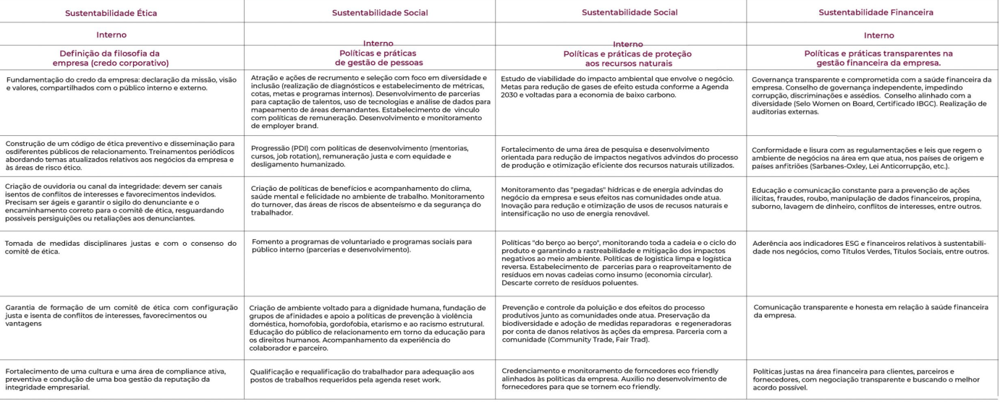 Sustentabilidade Ética
Sustentabilidade Social
Sustentabilidade Social
Sustentabilidade Financeira
Interno
Interno
Interno
Interno
Definição da filosofia da
empresa (credo corporativo)
Políticas e práticas
de gestão de pessoas
Políticas e práticas de proteção
aos recursos naturais
Políticas e práticas transparentes na
gestão financeira da empresa.
Fundamentação do credo da empresa: declaração da missão, visão
e valores, compartilhados com o público interno e externo.
Atração e ações de recrumento e seleção com foco em diversidade e
inclusão (realização de diagnósticos e estabelecimento de métricas,
cotas, metas e programas internos). Desenvolvimento de parcerias
para captação de talentos, uso de tecnologias e análise de dados para
mapeamento de áreas demandantes. Estabelecimento de vinculo
com políticas de remuneração. Desenvolvimento e monitoramento
de employer brand.
Estudo de viabilidade do impacto ambiental que envolve o negócio.
Metas para redução de gases de efeito estuda conforme a Agenda
2030 e voltadas para a economia de baixo carbono.
Governança transparente e comprometida com a saúde financeira da
empresa. Conselho de governança independente, impedindo
corrupção, discriminações e assédios. Conselho alinhado com a
diversidade (Selo Women on Board, Certificado IBGC). Realização de
auditorias externas.
Construção de um código de ética preventivo e disseminação para
osdiferentes públicos de relacionamento. Treinamentos periódicos
abordando temas atualizados relativos aos negócios da empresa e
às áreas de risco ético.
Progressão (PDI) com políticas de desenvolvimento (mentorias,
cursos, job rotation), remuneração justa e com equidade e
desligamento humanizado.
Fortalecimento de uma área de pesquisa e desenvolvimento
orientada para redução de impactos negativos advindos do processo
de produção e otimização eficiente dos recursos naturais utilizados.
Conformidade e lisura com as regulamentações e leis que regem o
ambiente de negócios na área em que atua, nos países de origem e
países anfitriões (Sarbanes-Oxley, Lei Anticorrupção, etc.).
Criação de ouvidoria ou canal da integridade: devem ser canais
isentos de conflitos de interesses e favorecimentos indevidos.
Precisam ser ágeis e garantir o sigilo do denunciante e o
encaminhamento correto para o comitê de ética, resguardando
possiveis persiguições ou retaliações aos denunciantes.
Criação de políticas de benefícios e acompanhamento do clima,
saúde mental e felicidade no ambiente de trabalho. Monitoramento
do turnover, das áreas de riscos de absenteísmo e da segurança do
trabalhador.
Monitoramento das "pegadas" hídricas e de energia advindas do
negócio da empresa e seus efeitos nas comunidades onde atua.
Inovação para redução e otimização de usos de recusos naturais e
intensificação no uso de energia renovável.
Educação e comunicação constante para a prevenção de ações
ilícitas, fraudes, roubo, manipulação de dados financeiros, propina,
suborno, lavagem de dinheiro, conflitos de interesses, entre outros.
Tomada de medidas disciplinares justas e com o consenso do
comitê de ética.
Fomento a programas de voluntariado e programas sociais para
público interno (parcerias e desenvolvimento).
Políticas "do berço ao berço", monitorando toda a cadeia e o ciclo do
produto e garantindo a rastreabilidade e mitigação dos impactos
negativos ao meio ambiente. Políticas de logistica limpa e logística
reversa. Estabelecimento de parcerias para o reaproveitamento de
resíduos em novas cadeias como insumo (economia circular).
Descarte correto de resíduos poluentes.
Aderência aos indicadores ESG e financeiros relativos à sustentabili-
dade nos negócios, como Títulos Verdes, Títulos Sociais, entre outros.
Garantia de formação de um comitê de ética com configuração
justa e isenta de conflitos de interesses, favorecimentos ou
vantagens
Criação de ambiente voltado para a dignidade humana, fundação de
grupos de afinidades e apoio a políticas de prevenção à violência
doméstica, homofobia, gordofobia, etarismo e ao racismo estrutural.
Educação do público de relacionamento em torno da educação para
os direitos humanos. Acompanhamento da experiência do
colaborador e parceiro.
Prevenção e controle da poluição e dos efeitos do processo
produtivos junto as comunidades onde atua. Preservação da
biodiversidade e adoção de medidas reparadoras e regeneradoras
por conta de danos relativos às ações da empresa. Parceria com a
comunidade (Community Trade, Fair Trad).
Comunicação transparente e honesta em relação à saúde financeira
da empresa.
Fortalecimento de uma cultura e uma área de compliance ativa,
preventiva e condução de uma boa gestão da reputação da
integridade empresarial.
Qualificação e requalificação do trabalhador para adequação aos
postos de trabalhos requeridos pela agenda reset work.
Credenciamento e monitoramento de forncedores eco friendly
alinhados às políticas da empresa. Auxilio no desenvolvimento de
fornecedores para que se tornem eco friendly.
Políticas justas na área financeira para clientes, parceiros e
fornecedores, com negociação transparente e buscando o melhor
acordo possível.